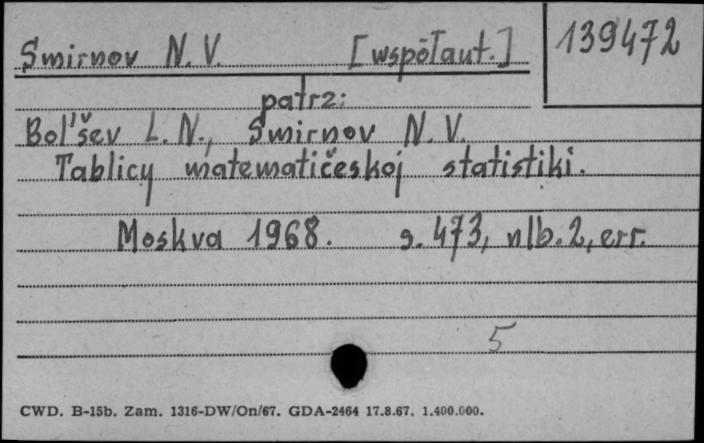 Smirnov N. V. [współaut.] 139472
patrz:
Bol'šev L. N., Smirnov N. V.
Tablicy matematičeskoj statistiki.
Moskva 1968. s. 473, nlb. 2, err.
5
CWD. B-15b. Zam. 1316-DW/On/67. GDA-2464 17.8.67. 1.400.000.